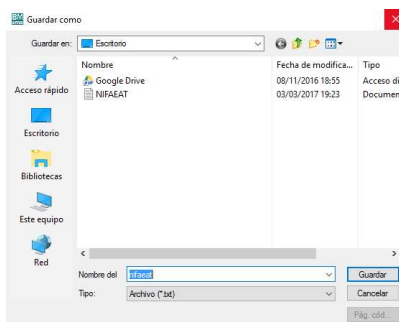 Guardar como
Guardar en: Escritorio
Nombre Fecha de modifica... Tipo
Google Drive 08/11/2016 18:55 Acceso di
NIFAEAT 03/03/2017 19:23 Documen
Acceso rápido
Escritorio
Bibliotecas
Este equipo
Red
Nombre del nifaeat Guardar
Tipo: Archivo (*.txt) Cancelar
Pág. cód...